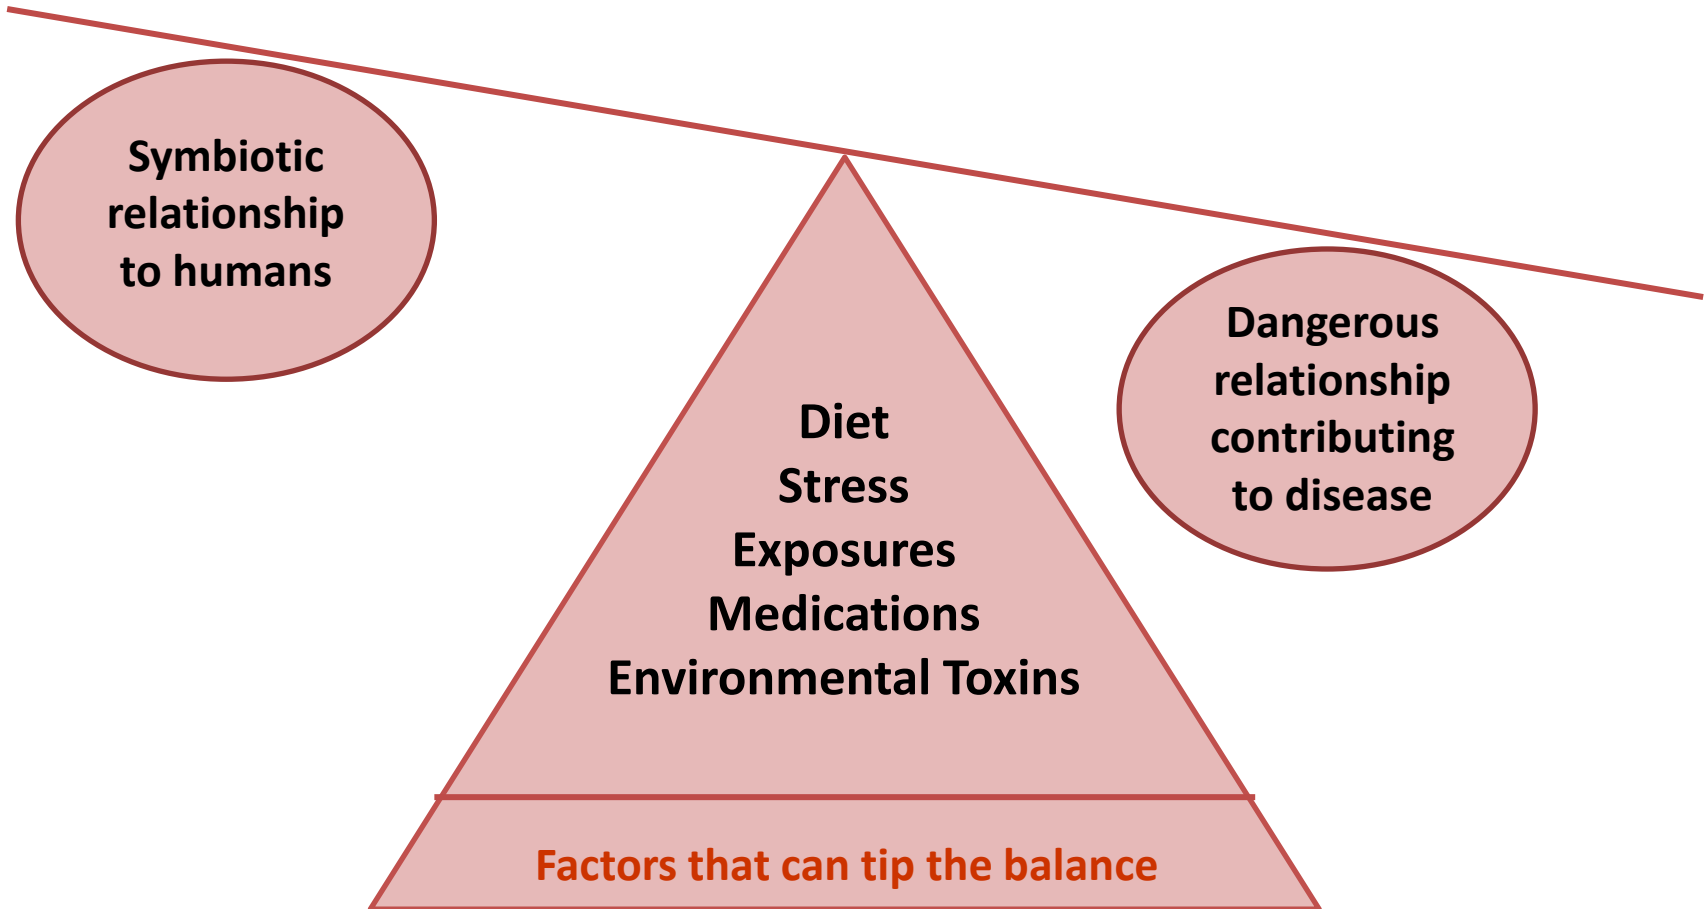 Symbiotic
relationship
to humans
Dangerous
relationship
contributing
to disease
Diet
Stress
Exposures
Medications
Environmental Toxins
Factors that can tip the balance